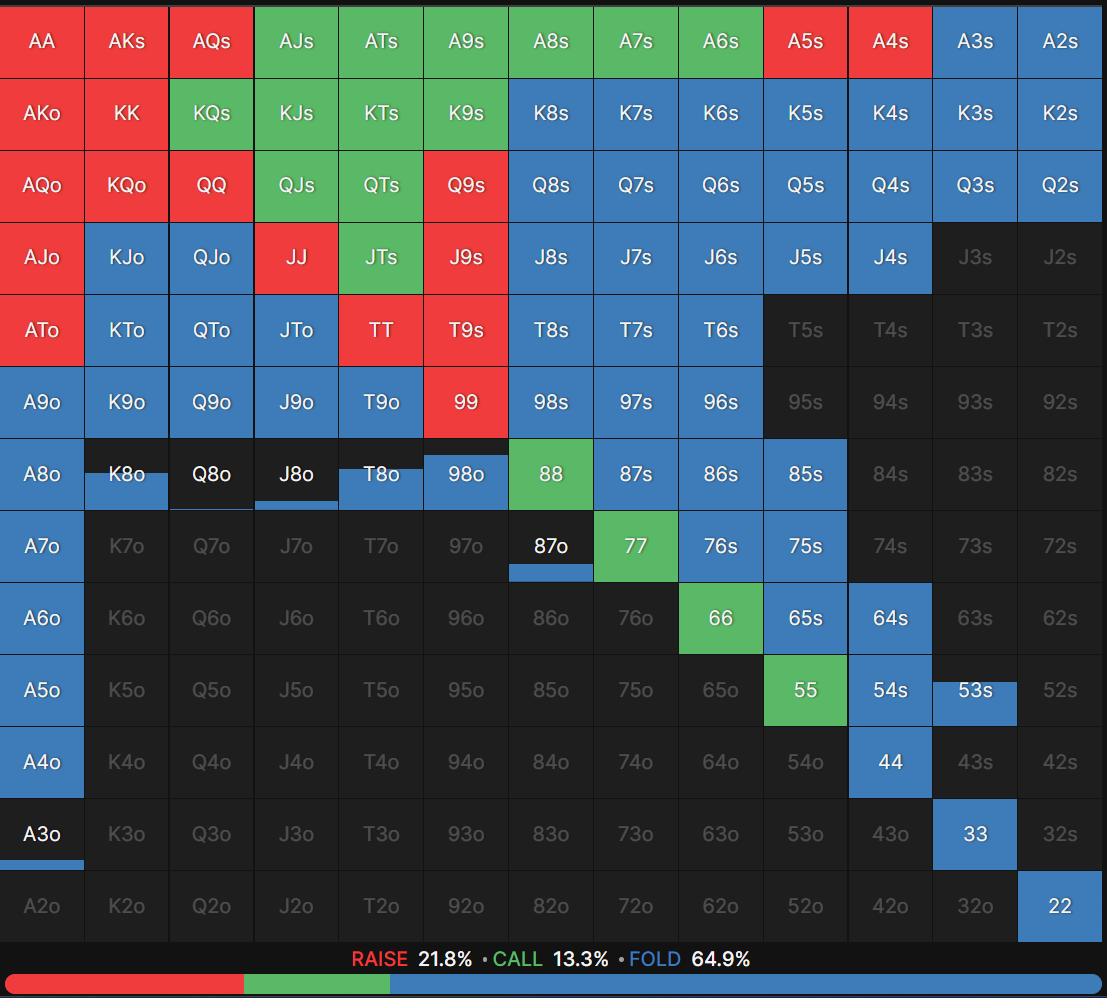 AA AKs AQs AJs ATs A9s A8s A7s A6s A5s A4s A3s A2s
AKo KK KQs KJs KTs K9s K8s K7s K6s K5s K4s K3s K2s
AQo KQo QQ QJs QTs Q9s Q8s Q7s Q6s Q5s Q4s Q3s Q2s
AJo KJo QJo JJ JTs J9s J8s J7s J6s J5s J4s J3s J2s
ATo KTo QTo JTo TT T9s T8s T7s T6s T5s T4s T3s T2s
A9o K9o Q9o J9o T9o 99 98s 97s 96s 95s 94s 93s 92s
A8o K8o Q8o J8o T8o 98o 88 87s 86s 85s 84s 83s 82s
A7o K7o Q7o J7o T7o 97o 87o 77 76s 75s 74s 73s 72s
A6o K6o Q6o J6o T6o 96o 86o 76o 66 65s 64s 63s 62s
A5o K5o Q5o J5o T5o 95o 85o 75o 65o 55 54s 53s 52s
A4o K4o Q4o J4o T4o 94o 84o 74o 64o 54o 44 43s 42s
A3o K3o Q3o J3o T3o 93o 83o 73o 63o 53o 43o 33 32s
A2o K2o Q2o J2o T2o 92o 82o 72o 62o 52o 42o 32o 22
RAISE 21.8% • CALL 13.3% • FOLD 64.9%